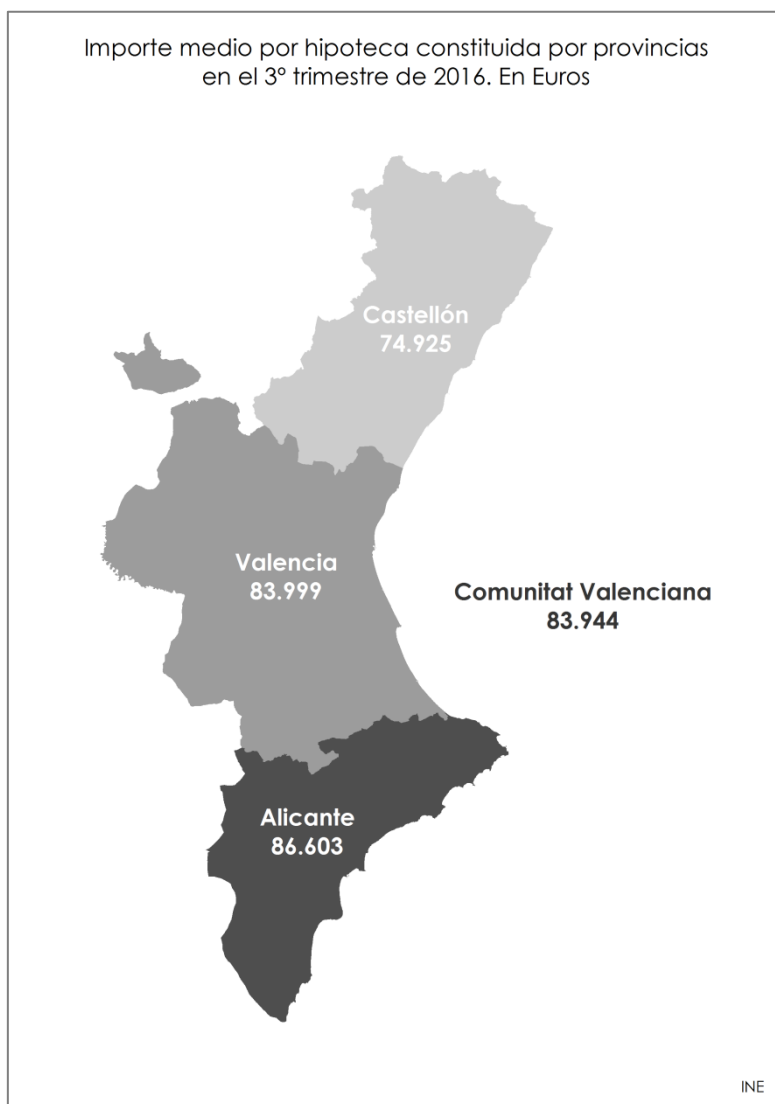 Importe medio por hipoteca constituida por provincias
en el 3º trimestre de 2016. En Euros
Castellón
74.925
Valencia
83.999
Comunitat Valenciana
83.944
Alicante
86.603
INE